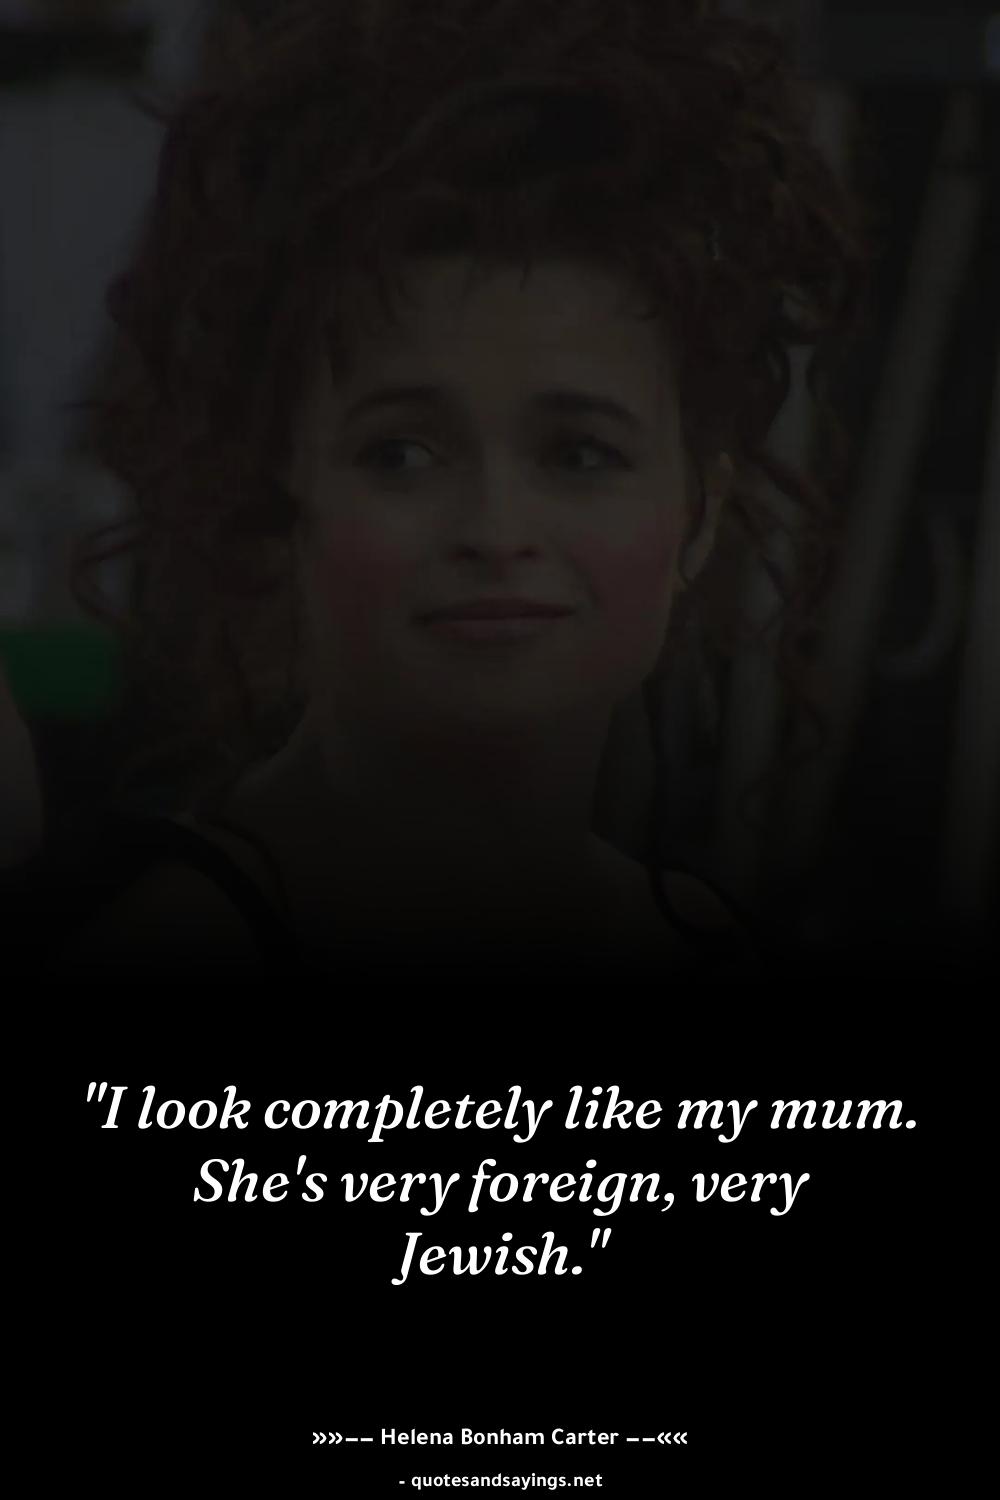 "I look completely like my mum.
She's very foreign, very
Jewish."
»»−− Helena Bonham Carter −−««
- quotesandsayings.net